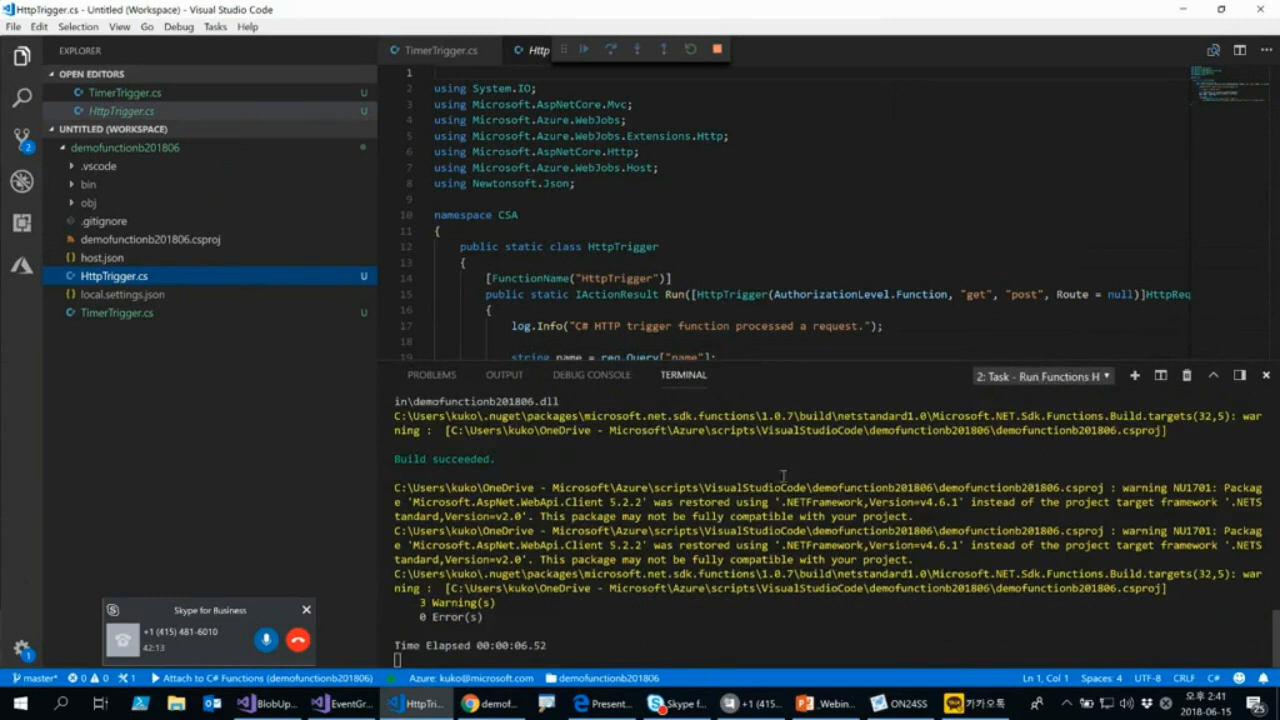 HttpTrigger.cs - Untitled (Workspace) - Visual Studio Code
File Edit Selection View Go Debug Tasks Help
EXPLORER
OPEN EDITORS
TimerTrigger.cs U
HttpTrigger.cs U
UNTITLED (WORKSPACE)
demofunctionb201806
.vscode
bin
obj
.gitignore
demofunctionb201806.csproj
host.json
HttpTrigger.cs U
local.settings.json
TimerTrigger.cs U
2
TimerTrigger.cs Http
1
2 using System.IO;
3 using Microsoft.AspNetCore.Mvc;
4 using Microsoft.Azure.WebJobs;
5 using Microsoft.Azure.WebJobs.Extensions.Http;
6 using Microsoft.AspNetCore.Http;
7 using Microsoft.Azure.WebJobs.Host;
8 using Newtonsoft.Json;
9
10 namespace CSA
11 {
12 public static class HttpTrigger
13 {
14 [FunctionName("HttpTrigger")]
15 public static IActionResult Run([HttpTrigger(AuthorizationLevel.Function, "get", "post", Route = null)]HttpReq
16 {
17 log.Info("C# HTTP trigger function processed a request.");
18
19 string name = req.Query["name"];
PROBLEMS OUTPUT DEBUG CONSOLE TERMINAL 2: Task - Run Functions H
in\demofunctionb201806.dll
C:\Users\kuko\.nuget\packages\microsoft.net.sdk.functions\1.0.7\build\netstandard1.0\Microsoft.NET.Sdk.Functions.Build.targets(32,5): war
ning : [C:\Users\kuko\OneDrive - Microsoft\Azure\scripts\VisualStudioCode\demofunctionb201806\demofunctionb201806.csproj]
Build succeeded.
C:\Users\kuko\OneDrive - Microsoft\Azure\scripts\VisualStudioCode\demofunctionb201806\demofunctionb201806.csproj : warning NU1701: Packag
e 'Microsoft.AspNet.WebApi.Client 5.2.2' was restored using '.NETFramework,Version=v4.6.1' instead of the project target framework '.NETS
tandard,Version=v2.0'. This package may not be fully compatible with your project.
C:\Users\kuko\OneDrive - Microsoft\Azure\scripts\VisualStudioCode\demofunctionb201806\demofunctionb201806.csproj : warning NU1701: Packag
e 'Microsoft.AspNet.WebApi.Client 5.2.2' was restored using '.NETFramework,Version=v4.6.1' instead of the project target framework '.NETS
tandard,Version=v2.0'. This package may not be fully compatible with your project.
C:\Users\kuko\.nuget\packages\microsoft.net.sdk.functions\1.0.7\build\netstandard1.0\Microsoft.NET.Sdk.Functions.Build.targets(32,5): war
ning : [C:\Users\kuko\OneDrive - Microsoft\Azure\scripts\VisualStudioCode\demofunctionb201806\demofunctionb201806.csproj]
3 Warning(s)
0 Error(s)
Time Elapsed 00:00:06.52
Skype for Business
+1 (415) 481-6010
42:13
1
master* 0 0 1 Attach to C# Functions (demofunctionb201806) Azure: kuko@microsoft.com demofunctionb201806 Ln 1, Col 1 Spaces: 4 UTF-8 CRLF C#
BlobUp... EventGr... HttpTri... demof... Present... Skype f... +1 (415... _Webin... ON24SS 카카오톡 오후 2:41
2018-06-15
25